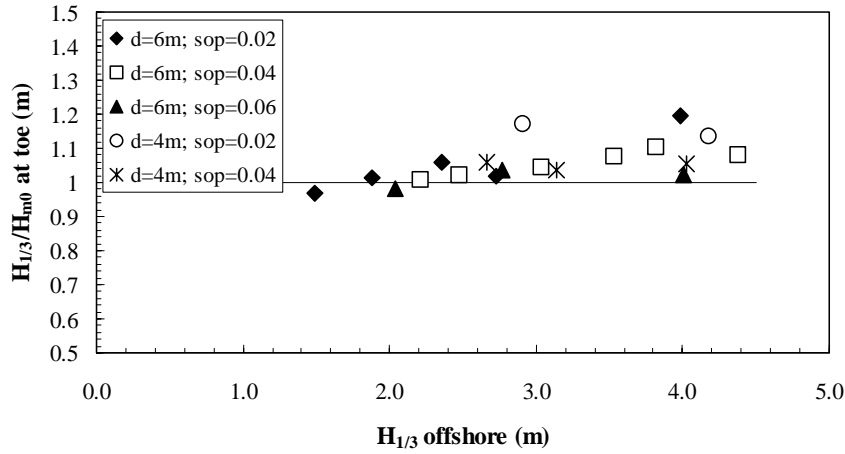 1.5
1.4
1.3
1.2
1.1
1
0.9
0.8
0.7
0.6
0.5
d=6m; sop=0.02
d=6m; sop=0.04
d=6m; sop=0.06
d=4m; sop=0.02
d=4m; sop=0.04
H1/3/Hm0 at toe (m)
0.0 1.0 2.0 3.0 4.0 5.0
H1/3 offshore (m)